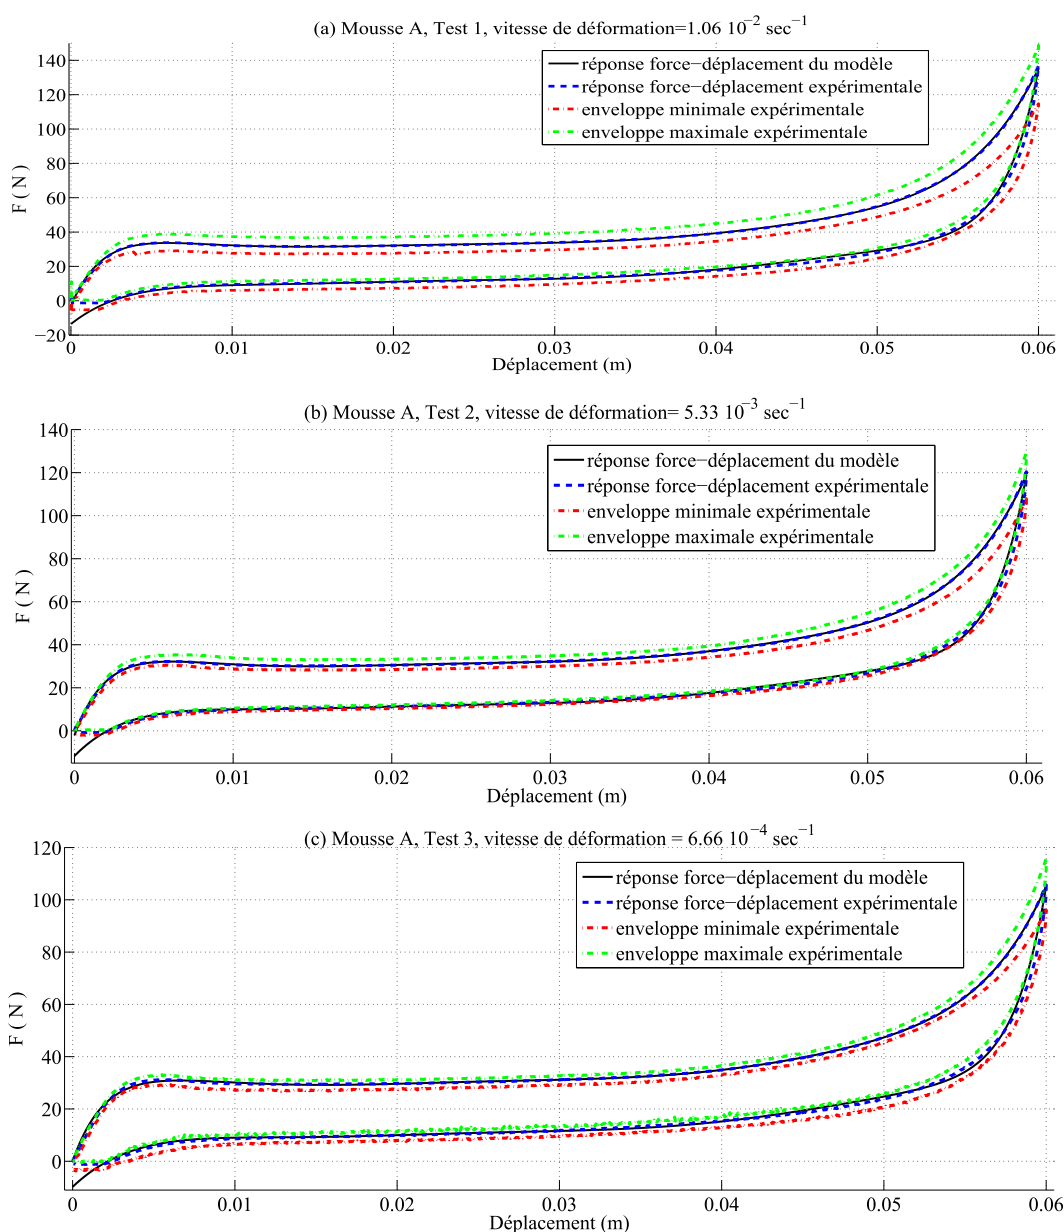 (a) Mousse A, Test 1, vitesse de déformation=1.06 10−2 sec−1
réponse force−déplacement du modèle
réponse force−déplacement expérimentale
enveloppe minimale expérimentale
enveloppe maximale expérimentale
140
120
100
80
60
40
20
0
−20
F ( N )
0 0.01 0.02 0.03 0.04 0.05 0.06
Déplacement (m)
(b) Mousse A, Test 2, vitesse de déformation= 5.33 10−3 sec−1
réponse force−déplacement du modèle
réponse force−déplacement expérimentale
enveloppe minimale expérimentale
enveloppe maximale expérimentale
140
120
100
80
60
40
20
0
F ( N )
0 0.01 0.02 0.03 0.04 0.05 0.06
Déplacement (m)
(c) Mousse A, Test 3, vitesse de déformation = 6.66 10−4 sec−1
réponse force−déplacement du modèle
réponse force−déplacement expérimentale
enveloppe minimale expérimentale
enveloppe maximale expérimentale
120
100
80
60
40
20
0
F ( N )
0 0.01 0.02 0.03 0.04 0.05 0.06
Déplacement (m)